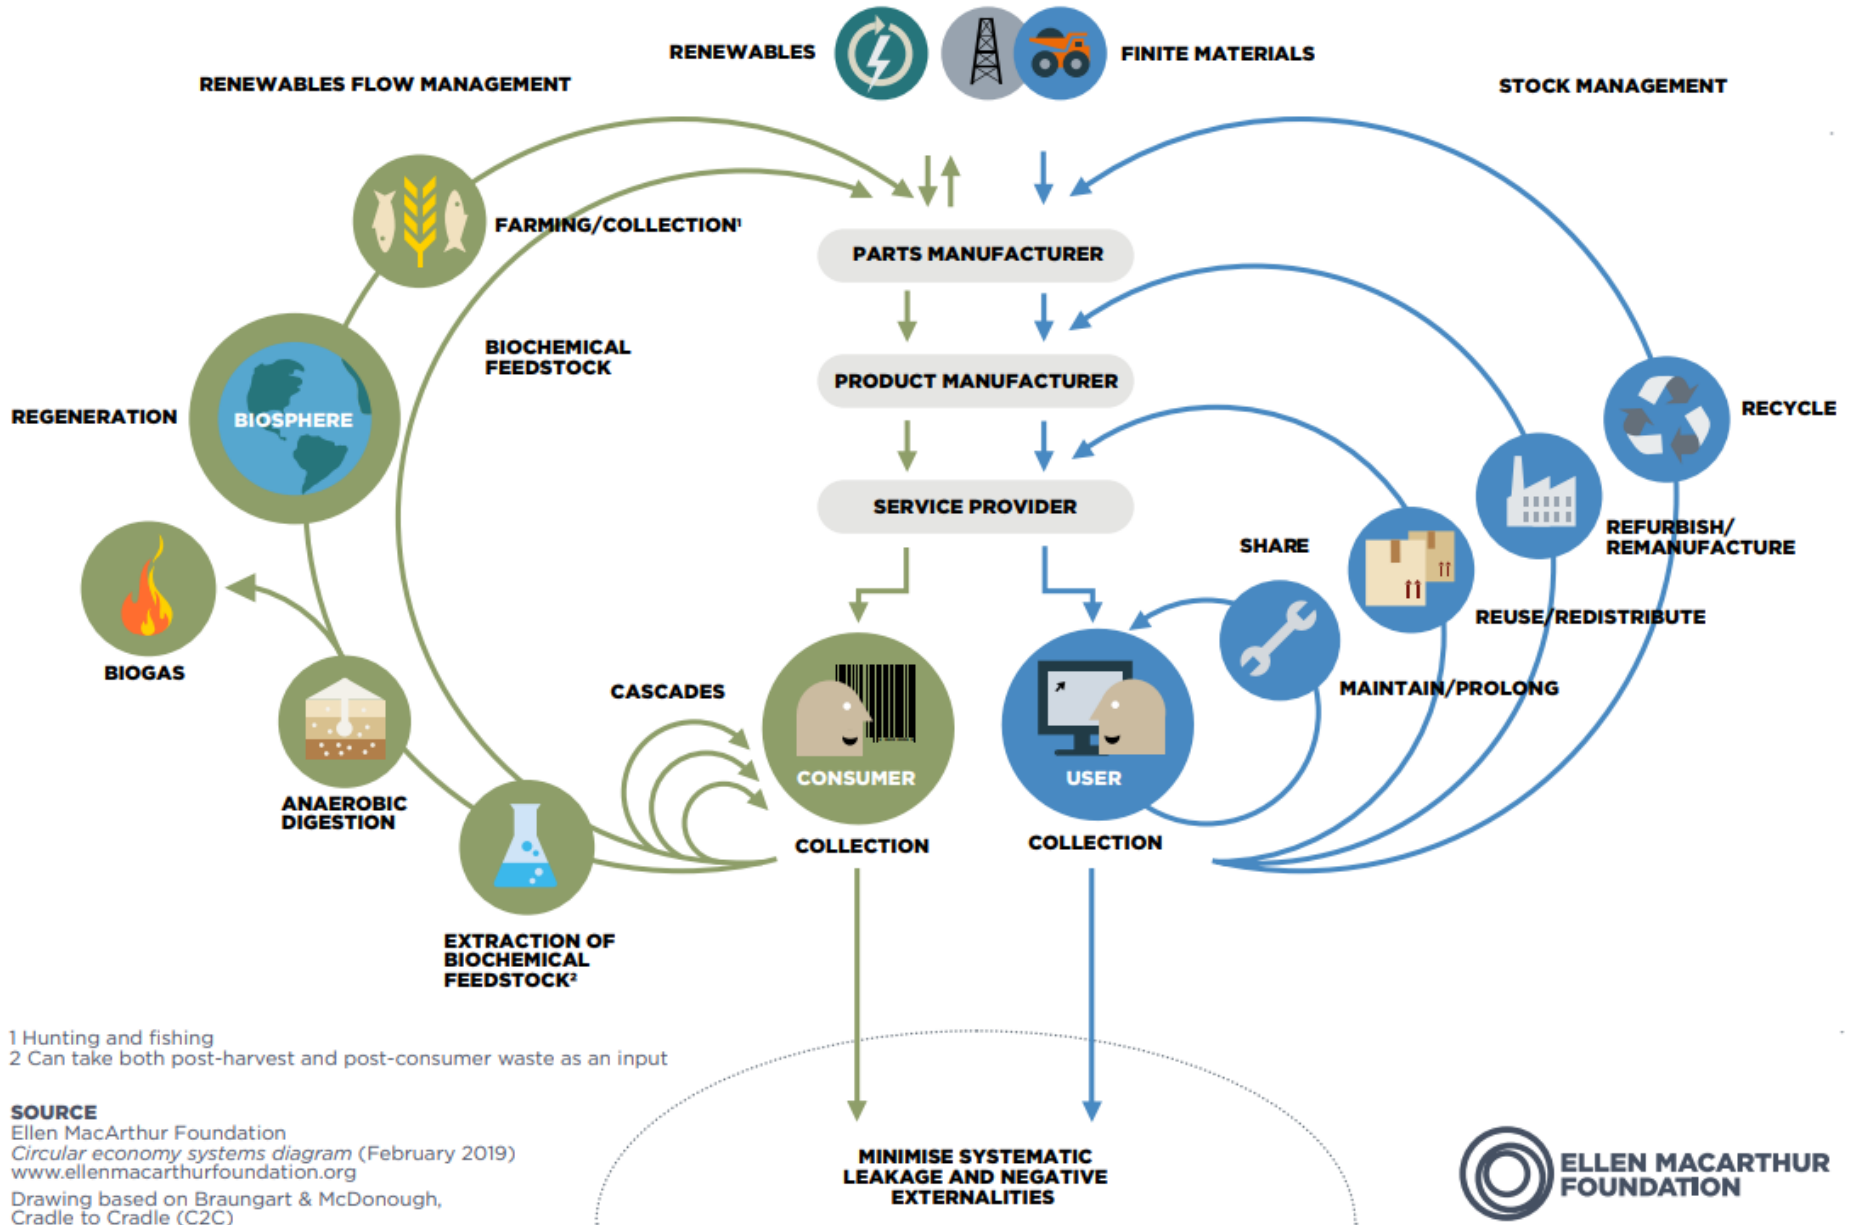 RENEWABLES
FINITE MATERIALS
RENEWABLES FLOW MANAGEMENT
STOCK MANAGEMENT
FARMING/COLLECTION¹
PARTS MANUFACTURER
BIOCHEMICAL
FEEDSTOCK
PRODUCT MANUFACTURER
REGENERATION
BIOSPHERE
RECYCLE
SERVICE PROVIDER
REFURBISH/
REMANUFACTURE
SHARE
REUSE/REDISTRIBUTE
BIOGAS
CASCADES
MAINTAIN/PROLONG
CONSUMER
USER
ANAEROBIC
DIGESTION
COLLECTION
COLLECTION
EXTRACTION OF
BIOCHEMICAL
FEEDSTOCK²
1 Hunting and fishing
2 Can take both post-harvest and post-consumer waste as an input
SOURCE
Ellen MacArthur Foundation
Circular economy systems diagram (February 2019)
www.ellenmacarthurfoundation.org
Drawing based on Braungart & McDonough,
Cradle to Cradle (C2C)
MINIMISE SYSTEMATIC
LEAKAGE AND NEGATIVE
EXTERNALITIES
ELLEN MACARTHUR
FOUNDATION